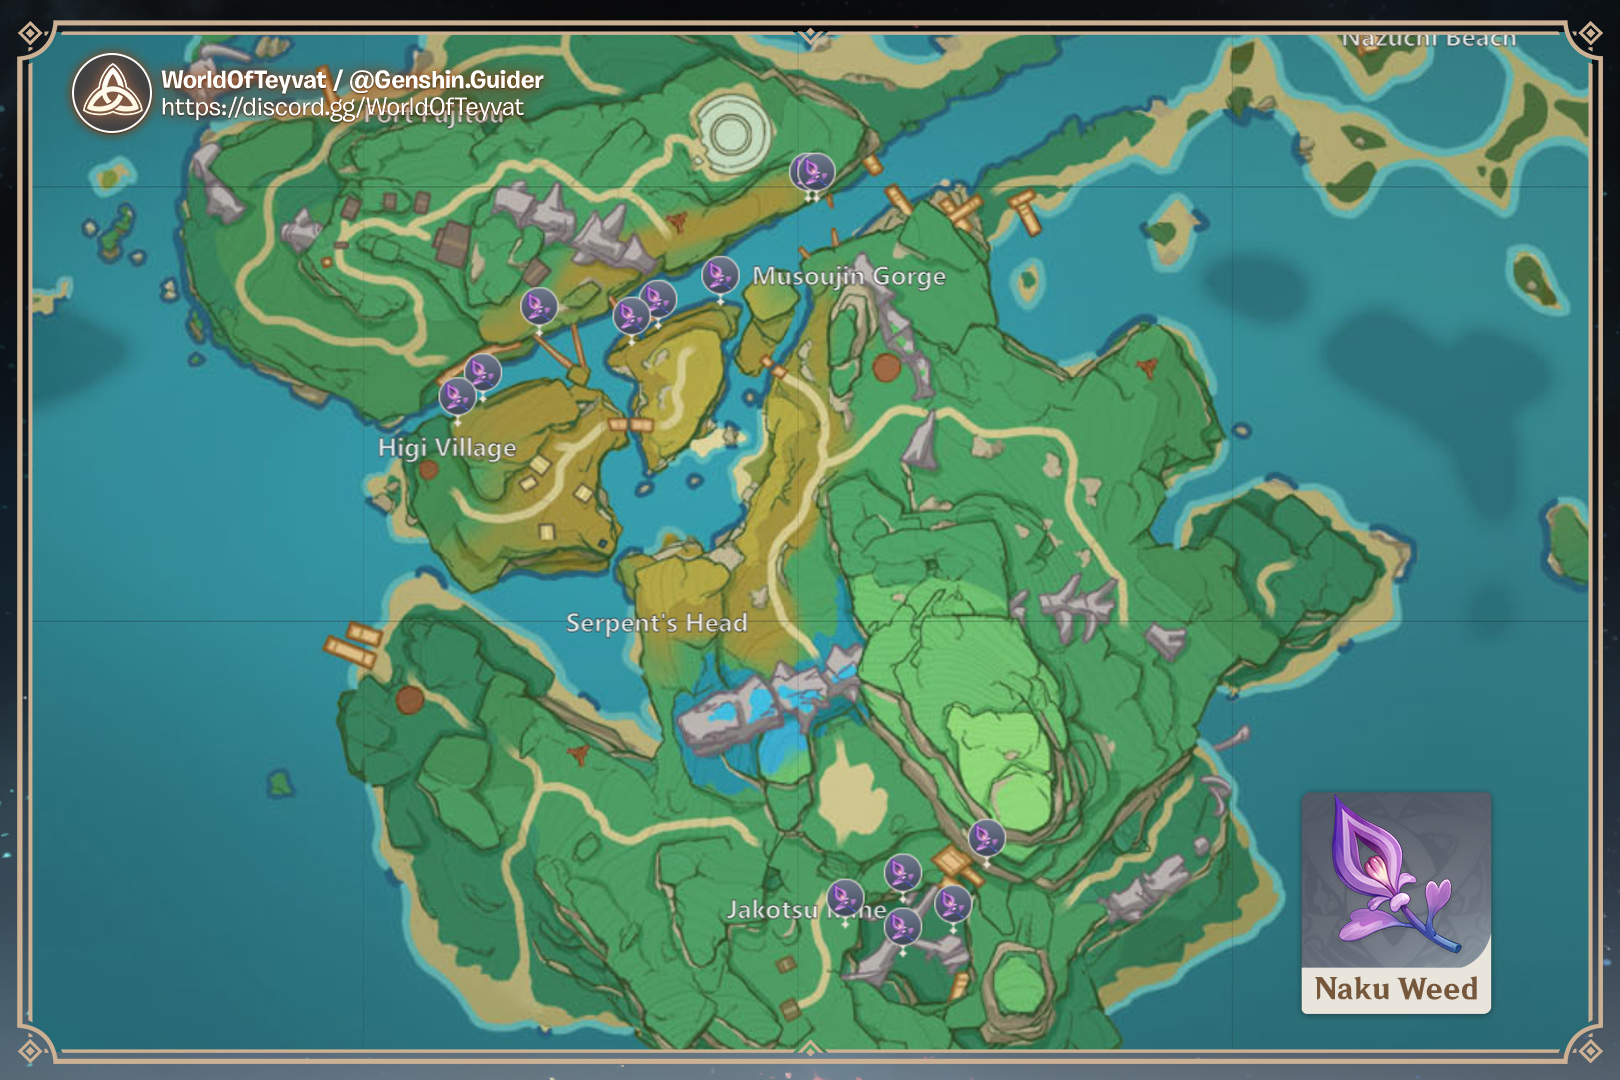 Nazuchi Beach
WorldOfTeyvat / @Genshin.Guider
https://discord.gg/WorldOfTeyvat
Fort Fujitou
Musoujin Gorge
Higi Village
Serpent's Head
Jakotsu Mine
Naku Weed